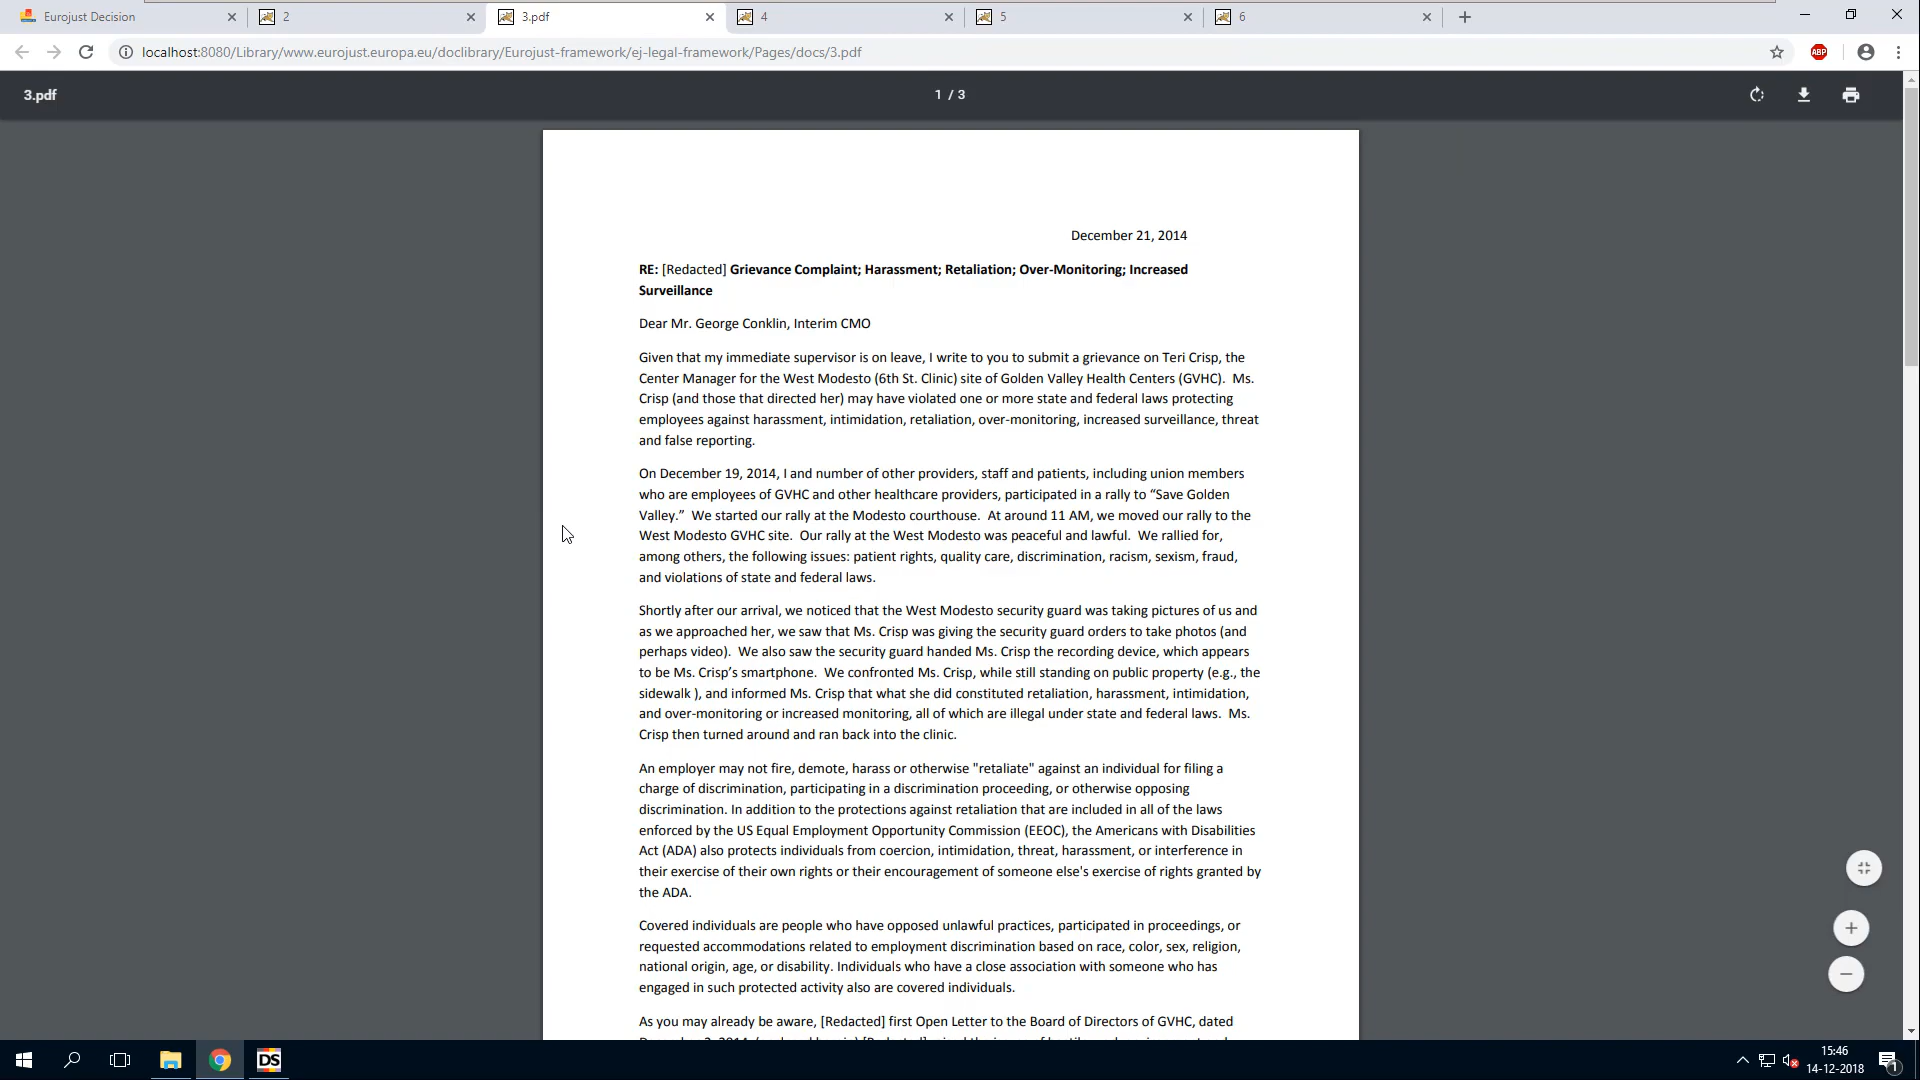 Eurojust Decision
2
3.pdf
4
5
6
localhost:8080/Library/www.eurojust.europa.eu/doclibrary/Eurojust-framework/ej-legal-framework/Pages/docs/3.pdf
ABP
3.pdf
1 / 3
December 21, 2014
RE: [Redacted] Grievance Complaint; Harassment; Retaliation; Over-Monitoring; Increased
Surveillance
Dear Mr. George Conklin, Interim CMO
Given that my immediate supervisor is on leave, I write to you to submit a grievance on Teri Crisp, the
Center Manager for the West Modesto (6th St. Clinic) site of Golden Valley Health Centers (GVHC). Ms.
Crisp (and those that directed her) may have violated one or more state and federal laws protecting
employees against harassment, intimidation, retaliation, over-monitoring, increased surveillance, threat
and false reporting.
On December 19, 2014, I and number of other providers, staff and patients, including union members
who are employees of GVHC and other healthcare providers, participated in a rally to “Save Golden
Valley.” We started our rally at the Modesto courthouse. At around 11 AM, we moved our rally to the
West Modesto GVHC site. Our rally at the West Modesto was peaceful and lawful. We rallied for,
among others, the following issues: patient rights, quality care, discrimination, racism, sexism, fraud,
and violations of state and federal laws.
Shortly after our arrival, we noticed that the West Modesto security guard was taking pictures of us and
as we approached her, we saw that Ms. Crisp was giving the security guard orders to take photos (and
perhaps video). We also saw the security guard handed Ms. Crisp the recording device, which appears
to be Ms. Crisp’s smartphone. We confronted Ms. Crisp, while still standing on public property (e.g., the
sidewalk ), and informed Ms. Crisp that what she did constituted retaliation, harassment, intimidation,
and over-monitoring or increased monitoring, all of which are illegal under state and federal laws. Ms.
Crisp then turned around and ran back into the clinic.
An employer may not fire, demote, harass or otherwise "retaliate" against an individual for filing a
charge of discrimination, participating in a discrimination proceeding, or otherwise opposing
discrimination. In addition to the protections against retaliation that are included in all of the laws
enforced by the US Equal Employment Opportunity Commission (EEOC), the Americans with Disabilities
Act (ADA) also protects individuals from coercion, intimidation, threat, harassment, or interference in
their exercise of their own rights or their encouragement of someone else's exercise of rights granted by
the ADA.
Covered individuals are people who have opposed unlawful practices, participated in proceedings, or
requested accommodations related to employment discrimination based on race, color, sex, religion,
national origin, age, or disability. Individuals who have a close association with someone who has
engaged in such protected activity also are covered individuals.
As you may already be aware, [Redacted] first Open Letter to the Board of Directors of GVHC, dated
DS
15:46
14-12-2018
1